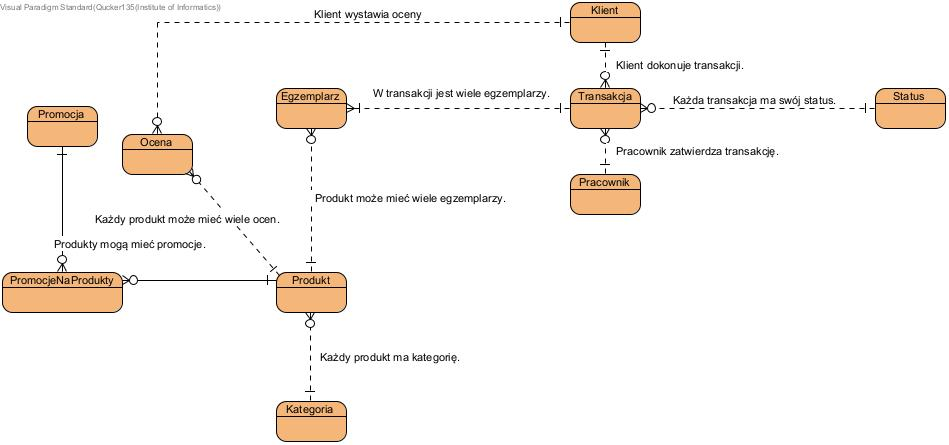 Visual Paradigm Standard(Qucker135(Institute of Informatics))
Klient wystawia oceny
Klient
Klient dokonuje transakcji.
Egzemplarz
W transakcji jest wiele egzemplarzy.
Transakcja
Każda transakcja ma swój status.
Status
Promocja
Ocena
Pracownik zatwierdza transakcję.
Pracownik
Produkt może mieć wiele egzemplarzy.
Każdy produkt może mieć wiele ocen.
Produkty mogą mieć promocje.
PromocjeNaProdukty
Produkt
Każdy produkt ma kategorię.
Kategoria